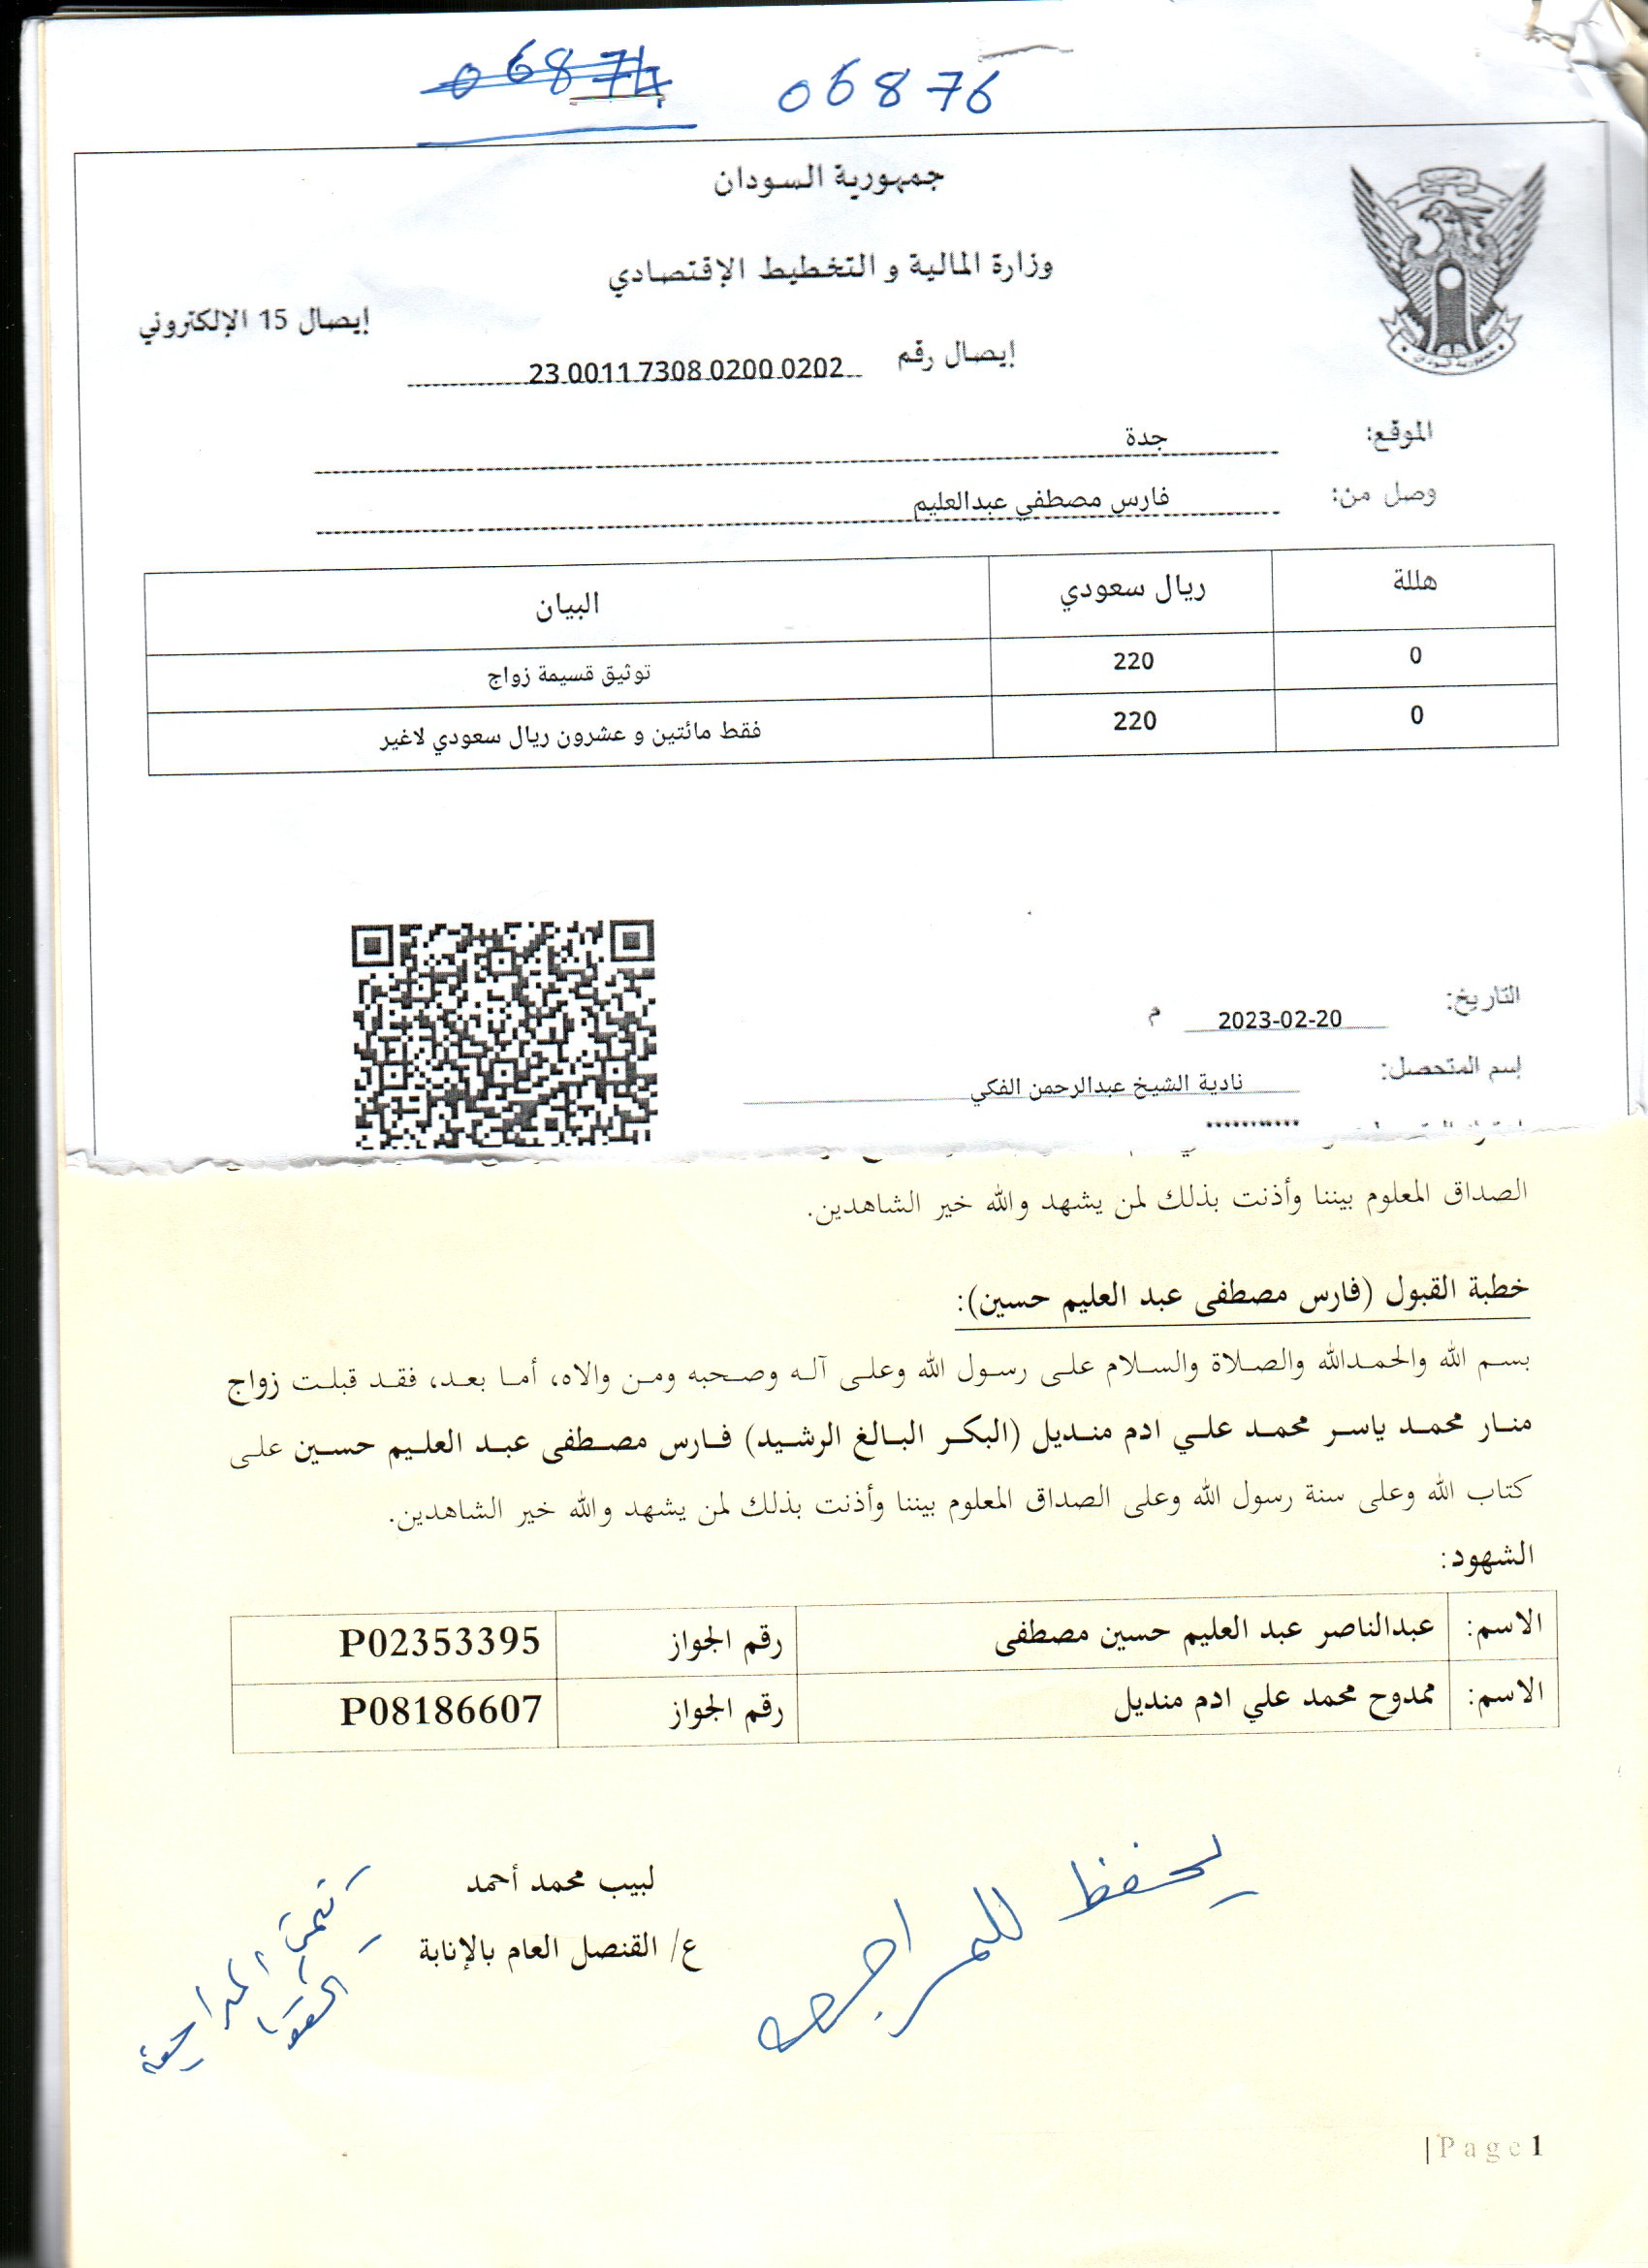 06874 06876
جمهورية السودان
وزارة المالية و التخطيط الإقتصادي
إيصال 15 الإلكتروني
إيصال رقم 23 0011 7308 0200 0202
الموقع: جدة
وصل من: فارس مصطفي عبدالعليم
هللة ريال سعودي البيان
0 220 توثيق قسيمة زواج
0 220 فقط مائتين و عشرون ريال سعودي لاغير
التاريخ: 2023-02-20 م
إسم المتحصل: نادية الشيخ عبدالرحمن الفكي
***********
الصداق المعلوم بيننا وأذنت بذلك لمن يشهد والله خير الشاهدين.
خطبة القبول (فارس مصطفى عبد العليم حسين):
بسم الله والحمدالله والصلاة والسلام على رسول الله وعلى آله وصحبه ومن والاه، أما بعد، فقد قبلت زواج
منار محمد ياسر محمد علي ادم منديل (البكر البالغ الرشيد) فارس مصطفى عبد العليم حسين على
كتاب الله وعلى سنة رسول الله وعلى الصداق المعلوم بيننا وأذنت بذلك لمن يشهد والله خير الشاهدين.
الشهود:
الاسم: عبدالناصر عبد العليم حسين مصطفى رقم الجواز P02353395
الاسم: ممدوح محمد علي ادم منديل رقم الجواز P08186607
يحفظ للمراجعه
لبيب محمد أحمد
ع/ القنصل العام بالإنابة
تمت المراجعة
|Page1